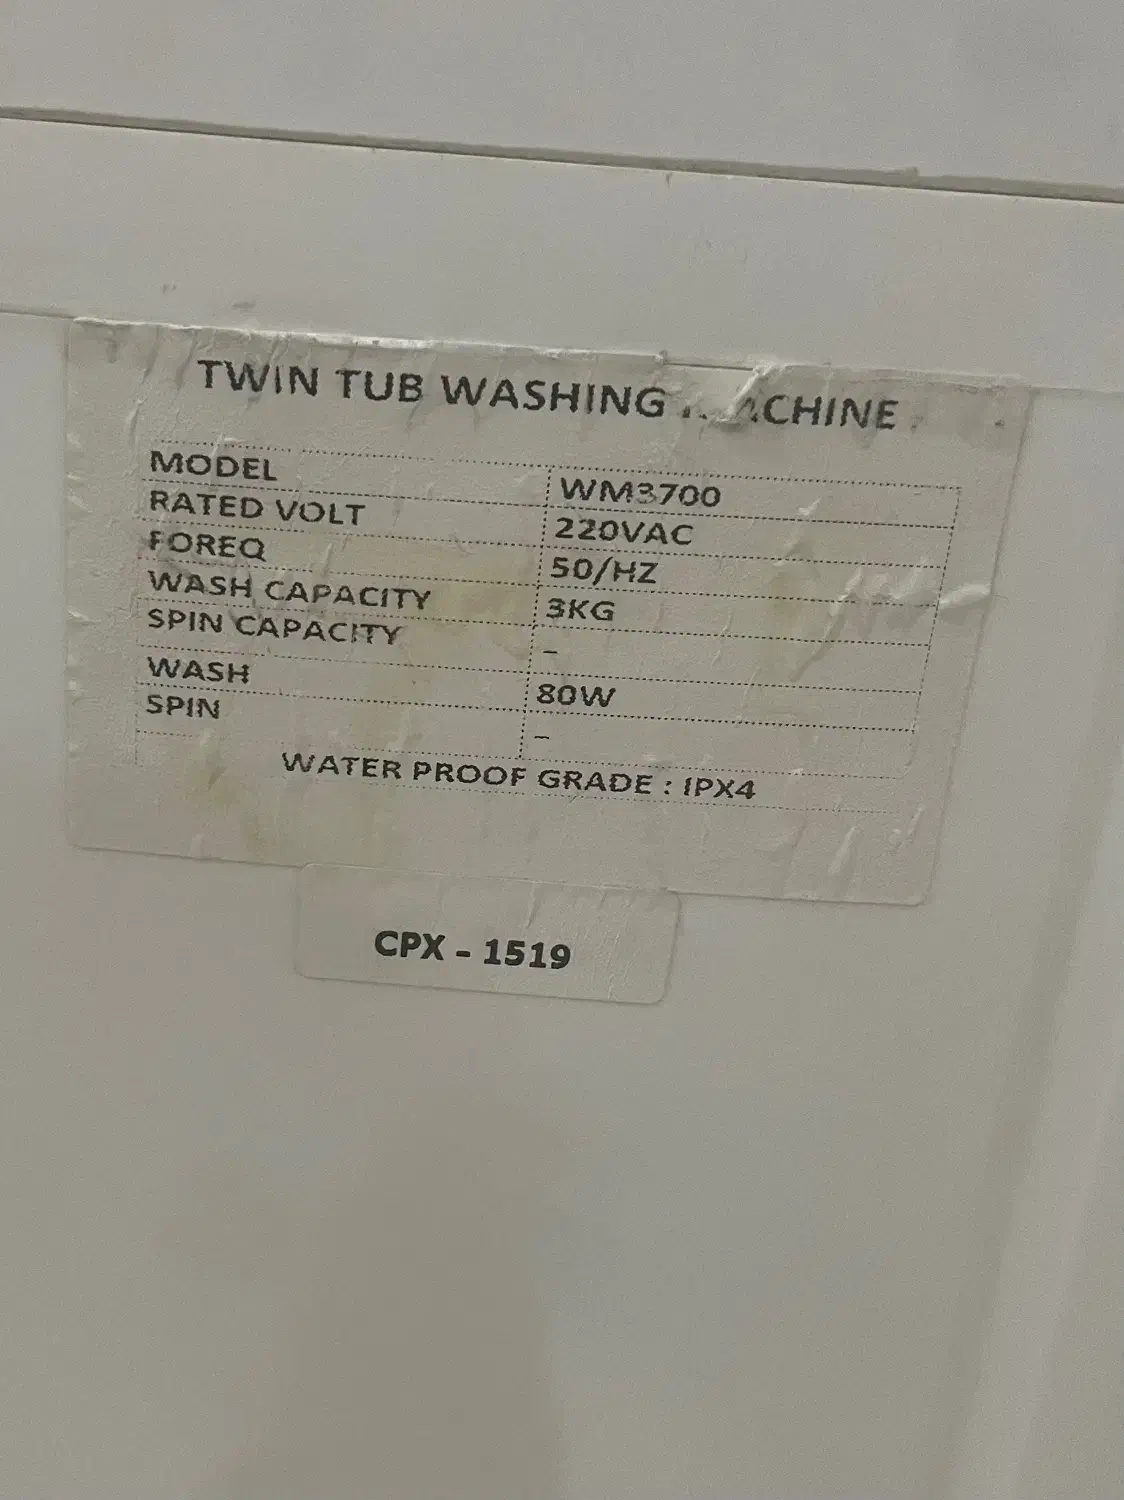 TWIN TUB WASHING MACHINE
MODEL WM3700
RATED VOLT 220VAC
FOREQ 50/HZ
WASH CAPACITY 3KG
SPIN CAPACITY –
WASH 80W
SPIN –
WATER PROOF GRADE : IPX4
CPX - 1519